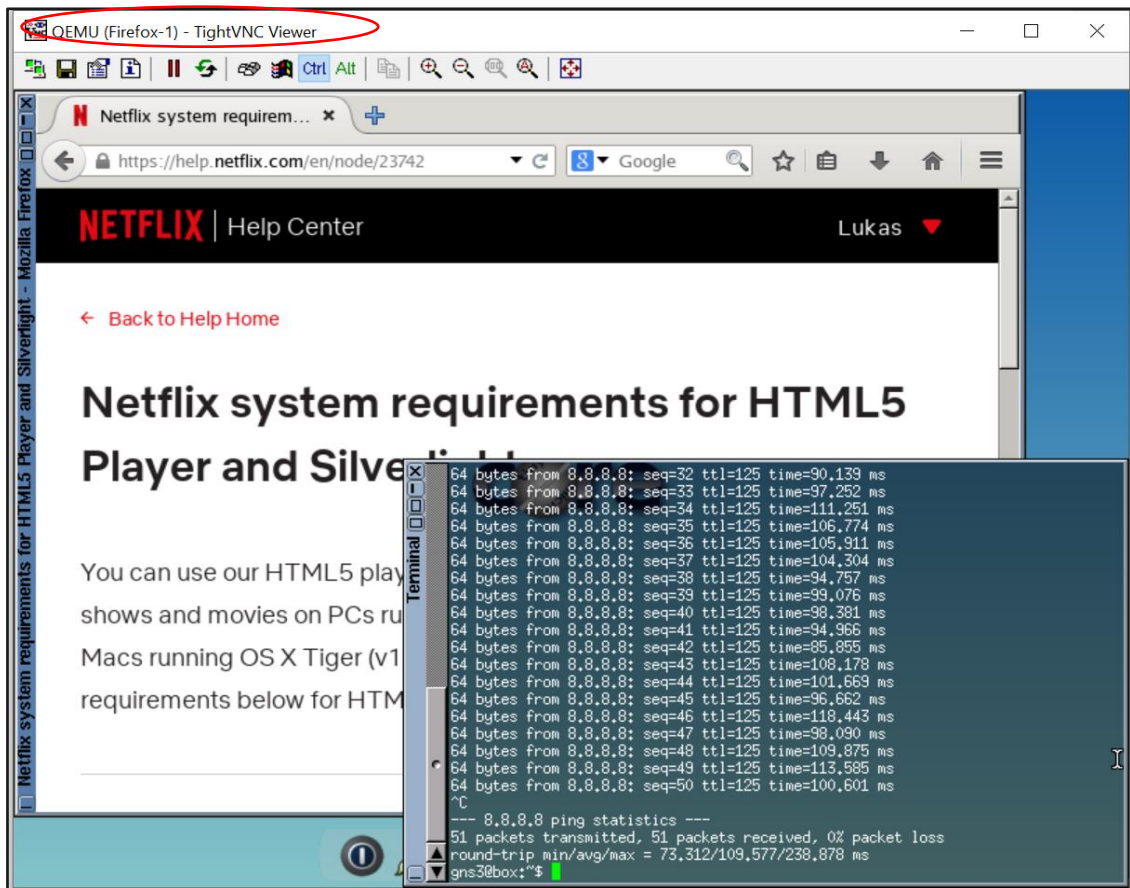 QEMU (Firefox-1) - TightVNC Viewer
Ctrl Alt
Netflix system requirem...
https://help.netflix.com/en/node/23742
8 Google
NETFLIX | Help Center
Lukas
← Back to Help Home
Netflix system requirements for HTML5
Player and Silve
You can use our HTML5 play
shows and movies on PCs ru
Macs running OS X Tiger (v1
requirements below for HTM
Netflix system requirements for HTML5 Player and Silverlight - Mozilla Firefox
Terminal
64 bytes from 8.8.8.8: seq=32 ttl=125 time=90.139 ms
64 bytes from 8.8.8.8: seq=33 ttl=125 time=97.252 ms
64 bytes from 8.8.8.8: seq=34 ttl=125 time=111.251 ms
64 bytes from 8.8.8.8: seq=35 ttl=125 time=106.774 ms
64 bytes from 8.8.8.8: seq=36 ttl=125 time=105.911 ms
64 bytes from 8.8.8.8: seq=37 ttl=125 time=104.304 ms
64 bytes from 8.8.8.8: seq=38 ttl=125 time=94.757 ms
64 bytes from 8.8.8.8: seq=39 ttl=125 time=99.076 ms
64 bytes from 8.8.8.8: seq=40 ttl=125 time=98.381 ms
64 bytes from 8.8.8.8: seq=41 ttl=125 time=94.966 ms
64 bytes from 8.8.8.8: seq=42 ttl=125 time=85.855 ms
64 bytes from 8.8.8.8: seq=43 ttl=125 time=108.178 ms
64 bytes from 8.8.8.8: seq=44 ttl=125 time=101.669 ms
64 bytes from 8.8.8.8: seq=45 ttl=125 time=96.662 ms
64 bytes from 8.8.8.8: seq=46 ttl=125 time=118.443 ms
64 bytes from 8.8.8.8: seq=47 ttl=125 time=98.090 ms
64 bytes from 8.8.8.8: seq=48 ttl=125 time=109.875 ms
64 bytes from 8.8.8.8: seq=49 ttl=125 time=113.585 ms
64 bytes from 8.8.8.8: seq=50 ttl=125 time=100.601 ms
^C
--- 8.8.8.8 ping statistics ---
51 packets transmitted, 51 packets received, 0% packet loss
round-trip min/avg/max = 73.312/109.577/238.878 ms
gns3@box:~$